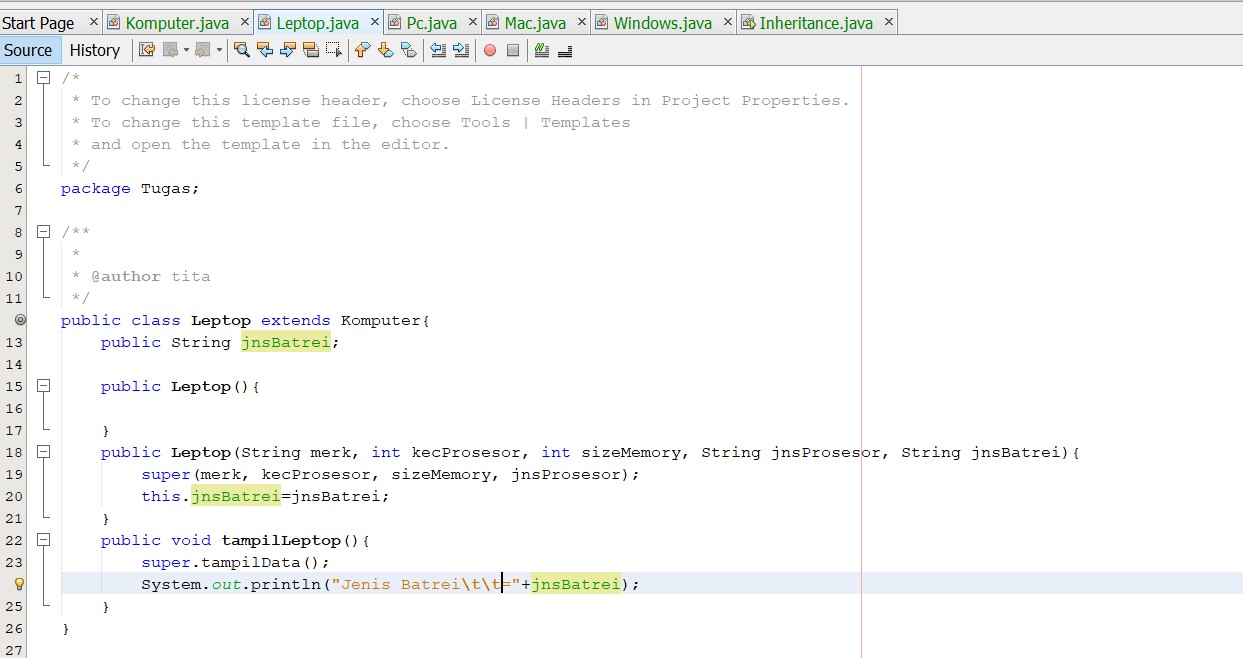 Start Page Komputer.java Leptop.java Pc.java Mac.java Windows.java Inheritance.java
Source History
1 /*
2 * To change this license header, choose License Headers in Project Properties.
3 * To change this template file, choose Tools | Templates
4 * and open the template in the editor.
5 */
6 package Tugas;
7
8 /**
9 *
10 * @author tita
11 */
public class Leptop extends Komputer{
13 public String jnsBatrei;
14
15 public Leptop(){
16
17 }
18 public Leptop(String merk, int kecProsesor, int sizeMemory, String jnsProsesor, String jnsBatrei){
19 super(merk, kecProsesor, sizeMemory, jnsProsesor);
20 this.jnsBatrei=jnsBatrei;
21 }
22 public void tampilLeptop(){
23 super.tampilData();
System.out.println("Jenis Batrei\t\t="+jnsBatrei);
25 }
26 }
27